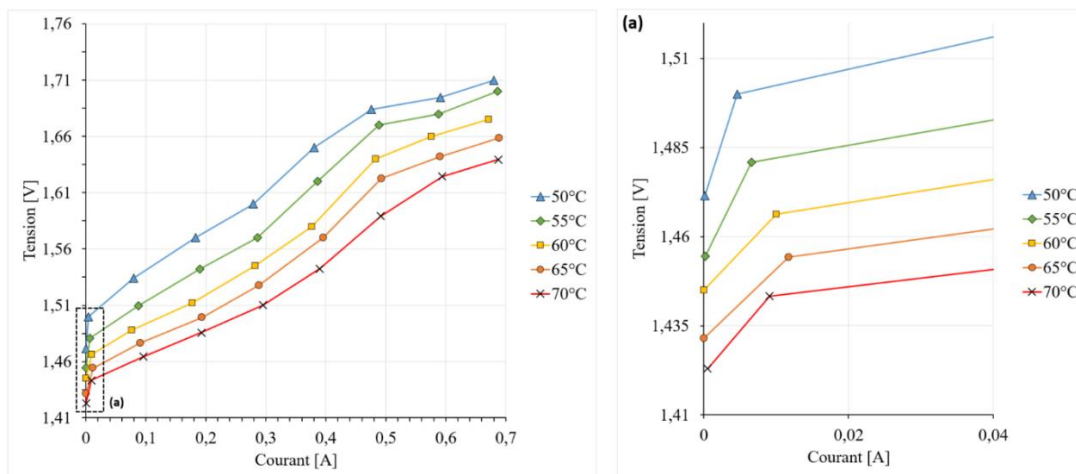 1,76
1,71
1,66
1,61
1,56
1,51
1,46
1,41
Tension [V]
0 0,1 0,2 0,3 0,4 0,5 0,6 0,7
Courant [A]
(a)
50°C
55°C
60°C
65°C
70°C
(a)
1,51
1,485
1,46
1,435
1,41
Tension [V]
0 0,02 0,04
Courant [A]
50°C
55°C
60°C
65°C
70°C